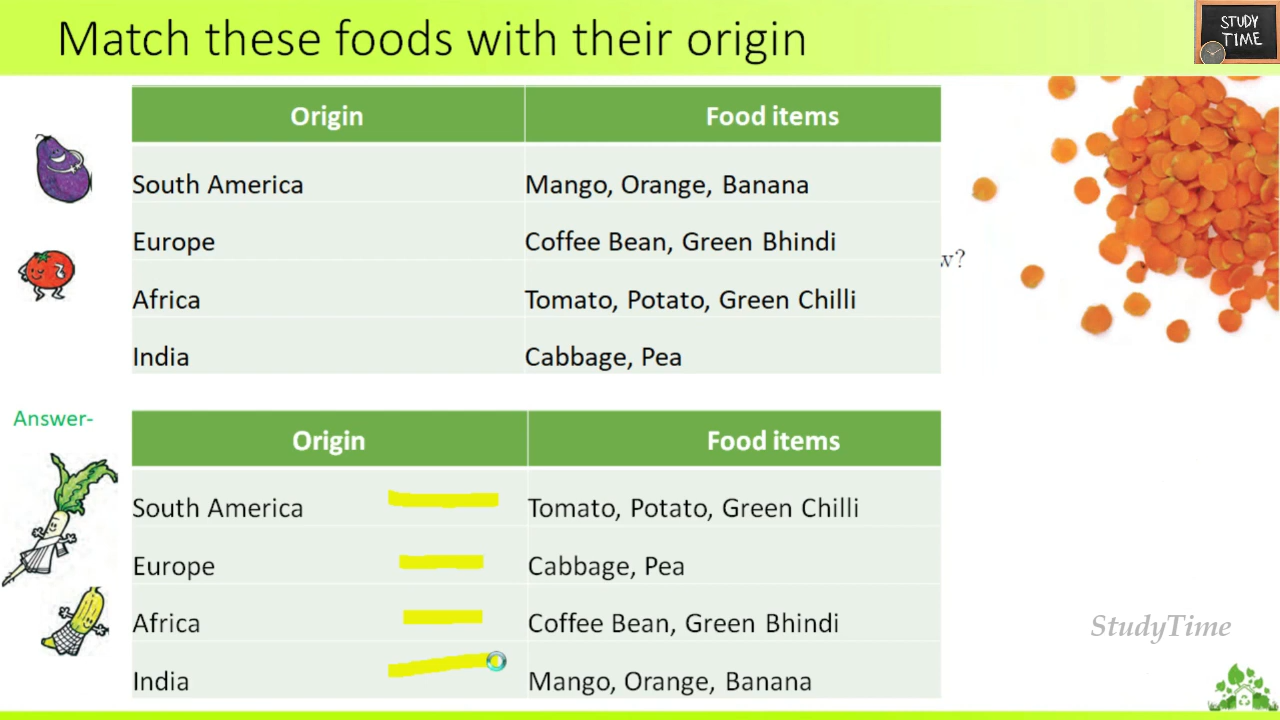 Match these foods with their origin
STUDY
TIME
Origin Food items
South America Mango, Orange, Banana
Europe Coffee Bean, Green Bhindi
w?
Africa Tomato, Potato, Green Chilli
India Cabbage, Pea
Answer-
Origin Food items
South America Tomato, Potato, Green Chilli
Europe Cabbage, Pea
Africa Coffee Bean, Green Bhindi
StudyTime
India Mango, Orange, Banana